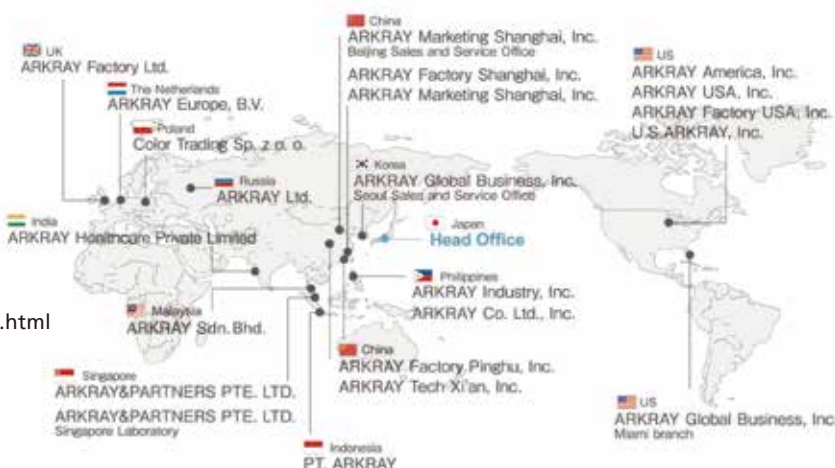 China
ARKRAY Marketing Shanghai, Inc.
Beijing Sales and Service Office
ARKRAY Factory Shanghai, Inc.
ARKRAY Marketing Shanghai, Inc.
UK
ARKRAY Factory Ltd.
The Netherlands
ARKRAY Europe, B.V.
Poland
Color Trading Sp. z o. o.
US
ARKRAY America, Inc.
ARKRAY USA, Inc.
ARKRAY Factory USA, Inc.
U.S.ARKRAY, Inc.
Russia
ARKRAY Ltd.
Korea
ARKRAY Global Business, Inc.
Seoul Sales and Service Office
India
ARKRAY Healthcare Private Limited
Japan
Head Office
Philippines
ARKRAY Industry, Inc.
ARKRAY Co. Ltd., Inc.
.html
Malaysia
ARKRAY Sdn. Bhd.
China
ARKRAY Factory Pinghu, Inc.
ARKRAY Tech Xi'an, Inc.
Singapore
ARKRAY&PARTNERS PTE. LTD.
ARKRAY&PARTNERS PTE. LTD.
Singapore Laboratory
US
ARKRAY Global Business, Inc
Miami branch
Indonesia
PT. ARKRAY